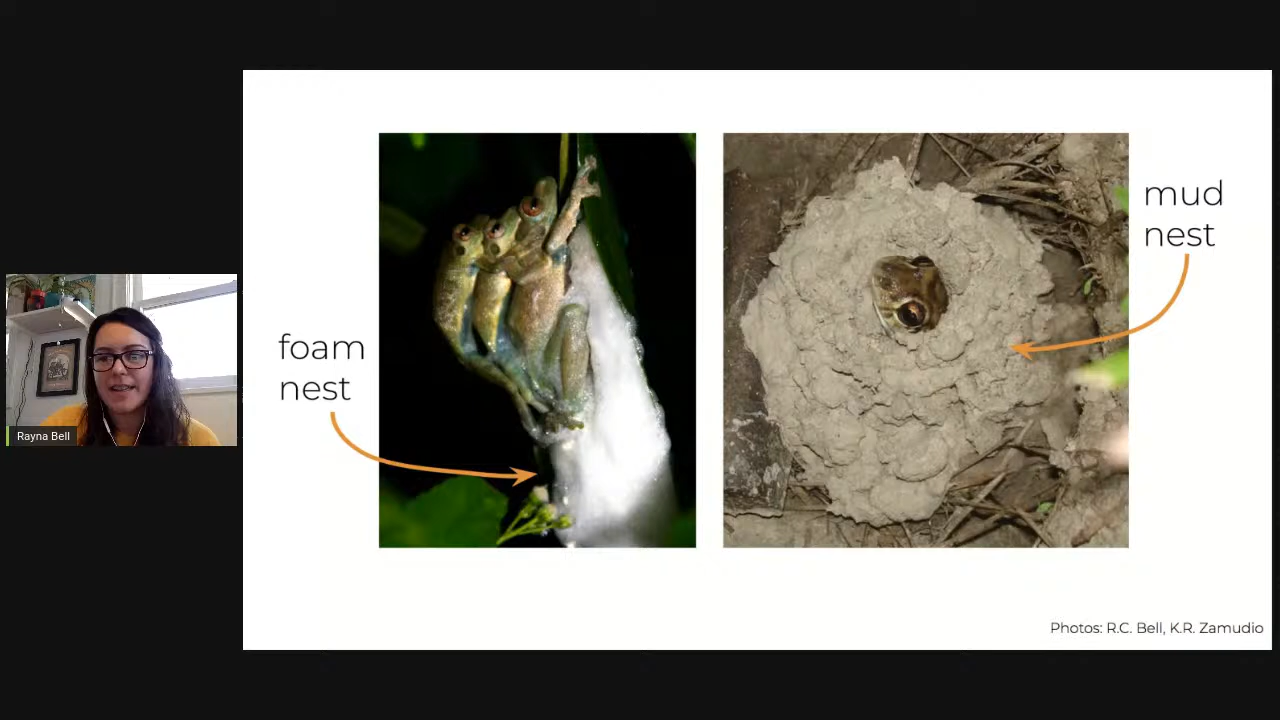 foam
nest
mud
nest
Rayna Bell
Photos: R.C. Bell, K.R. Zamudio